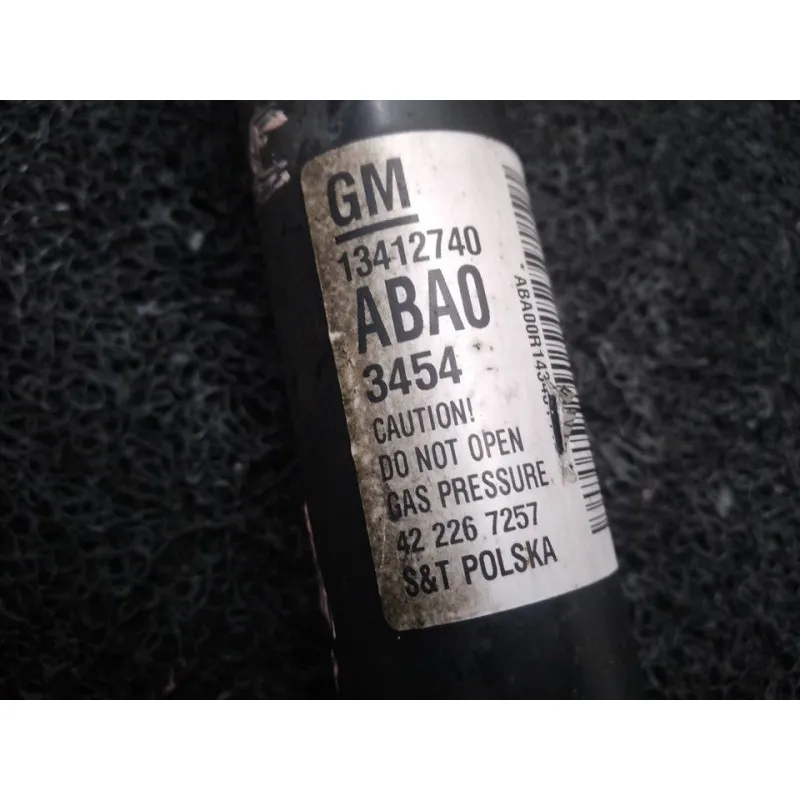 GM
13412740
ABA0
3454
CAUTION!
DO NOT OPEN
GAS PRESSURE
42 226 7257
S&T POLSKA